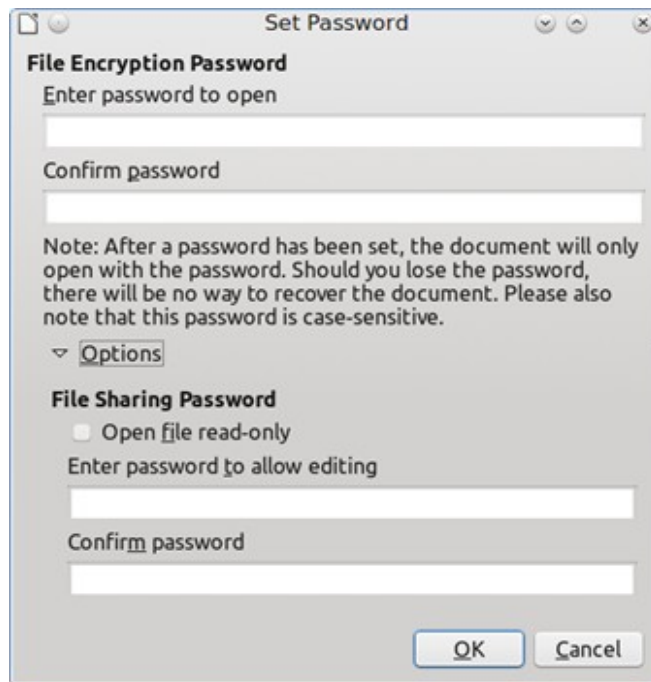 Set Password
File Encryption Password
Enter password to open
Confirm password
Note: After a password has been set, the document will only
open with the password. Should you lose the password,
there will be no way to recover the document. Please also
note that this password is case-sensitive.
Options
File Sharing Password
Open file read-only
Enter password to allow editing
Confirm password
OK Cancel